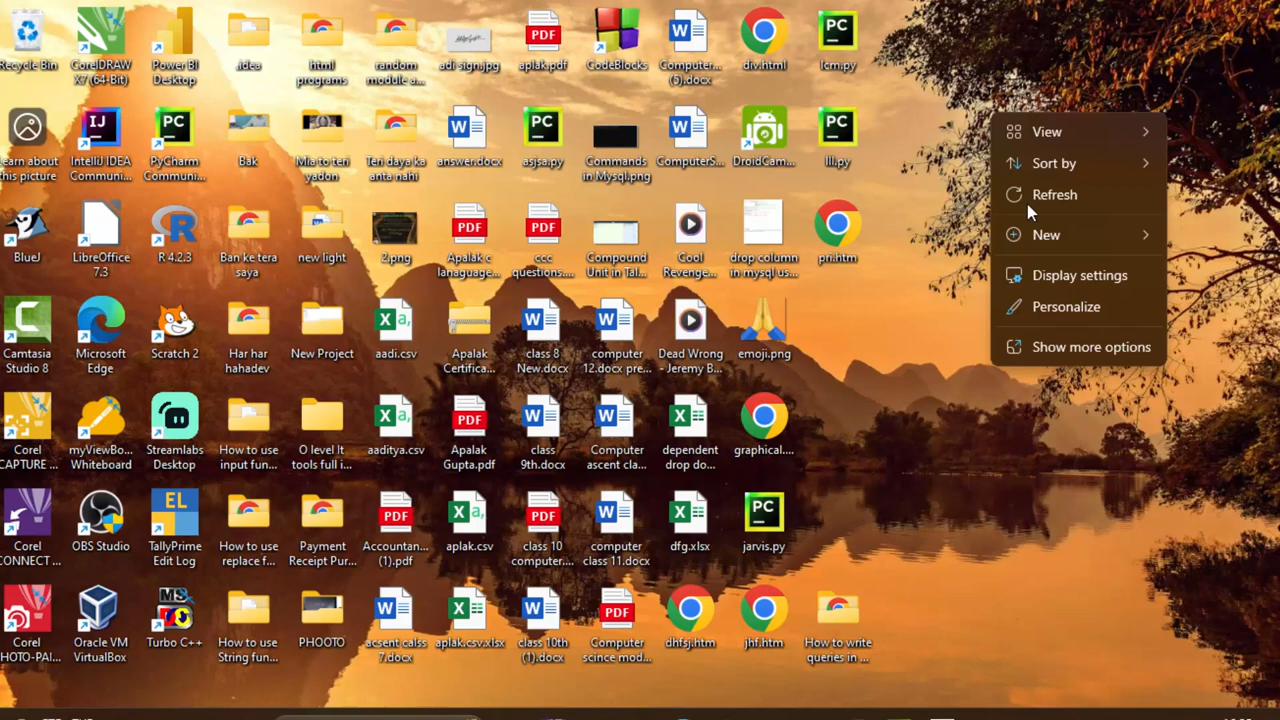 Recycle Bin
CorelDRAW
X7 (64-Bit)
Power BI
Desktop
.idea
html
programs
random
module a...
adi sign.jpg
aplak.pdf
CodeBlocks
Computer...
(5).docx
div.html
lcm.py
Learn about
this picture
IntelliJ IDEA
Communi...
PyCharm
Communi...
Bak
Mia to teri
yadon
Teri daya ka
anta nahi
answer.docx
asjsa.py
Commands
in Mysql.png
ComputerS...
DroidCam...
llli.py
BlueJ
LibreOffice
7.3
R 4.2.3
Ban ke tera
saya
new light
2.png
Apalak c
lanaguage...
ccc
questions....
Compound
Unit in Tal...
Cool
Revenge...
drop column
in mysql us...
pri.htm
Camtasia
Studio 8
Microsoft
Edge
Scratch 2
Har har
hahadev
New Project
aadi.csv
Apalak
Certifica...
class 8
New.docx
computer
12.docx pre...
Dead Wrong
- Jeremy B...
emoji.png
Corel
CAPTURE ...
myViewBo...
Whiteboard
Streamlabs
Desktop
How to use
input fun...
O level It
tools full i...
aaditya.csv
Apalak
Gupta.pdf
class
9th.docx
Computer
ascent cla...
dependent
drop do...
graphical....
Corel
CONNECT ...
OBS Studio
TallyPrime
Edit Log
How to use
replace f...
Payment
Receipt Pur...
Accountan...
(1).pdf
aplak.csv
class 10
computer....
computer
class 11.docx
dfg.xlsx
jarvis.py
Corel
PHOTO-PAI...
Oracle VM
VirtualBox
Turbo C++
How to use
String fun...
PHOOTO
acsent calss
7.docx
aplak.csv.xlsx
class 10th
(1).docx
Computer
scince mod...
dhfsj.htm
jhf.htm
How to write
queries in ...
View
Sort by
Refresh
New
Display settings
Personalize
Show more options